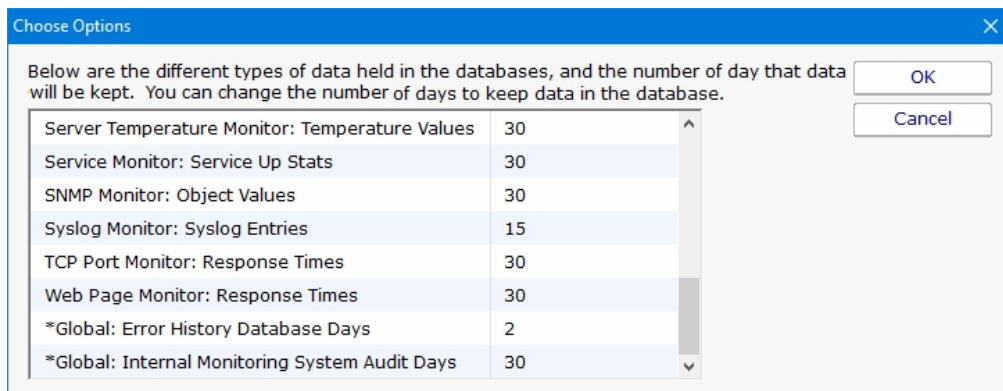 Choose Options
Below are the different types of data held in the databases, and the number of day that data
will be kept. You can change the number of days to keep data in the database.
OK
Cancel
Server Temperature Monitor: Temperature Values 30
Service Monitor: Service Up Stats 30
SNMP Monitor: Object Values 30
Syslog Monitor: Syslog Entries 15
TCP Port Monitor: Response Times 30
Web Page Monitor: Response Times 30
*Global: Error History Database Days 2
*Global: Internal Monitoring System Audit Days 30